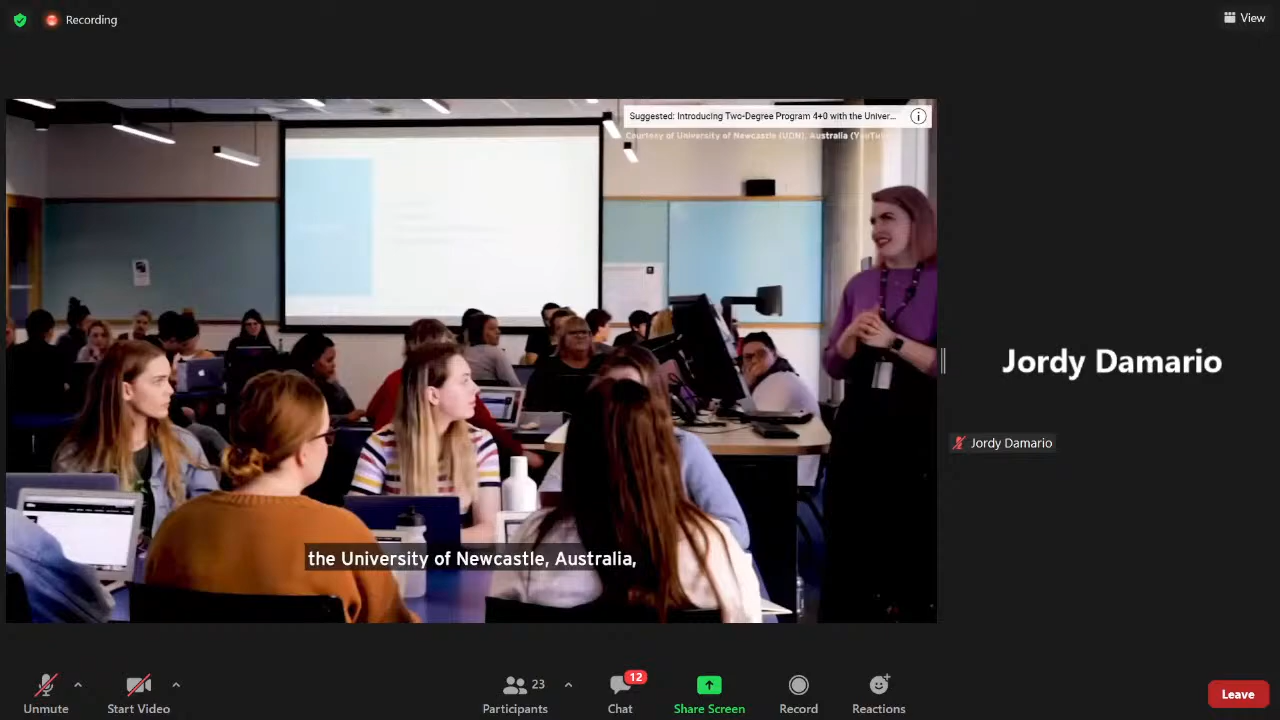 Recording
View
Suggested: Introducing Two-Degree Program 4+0 with the Univer...
Courtesy of University of Newcastle (UON), Australia (YouTube
the University of Newcastle, Australia,
Jordy Damario
Jordy Damario
Unmute
Start Video
23
Participants
12
Chat
Share Screen
Record
Reactions
Leave